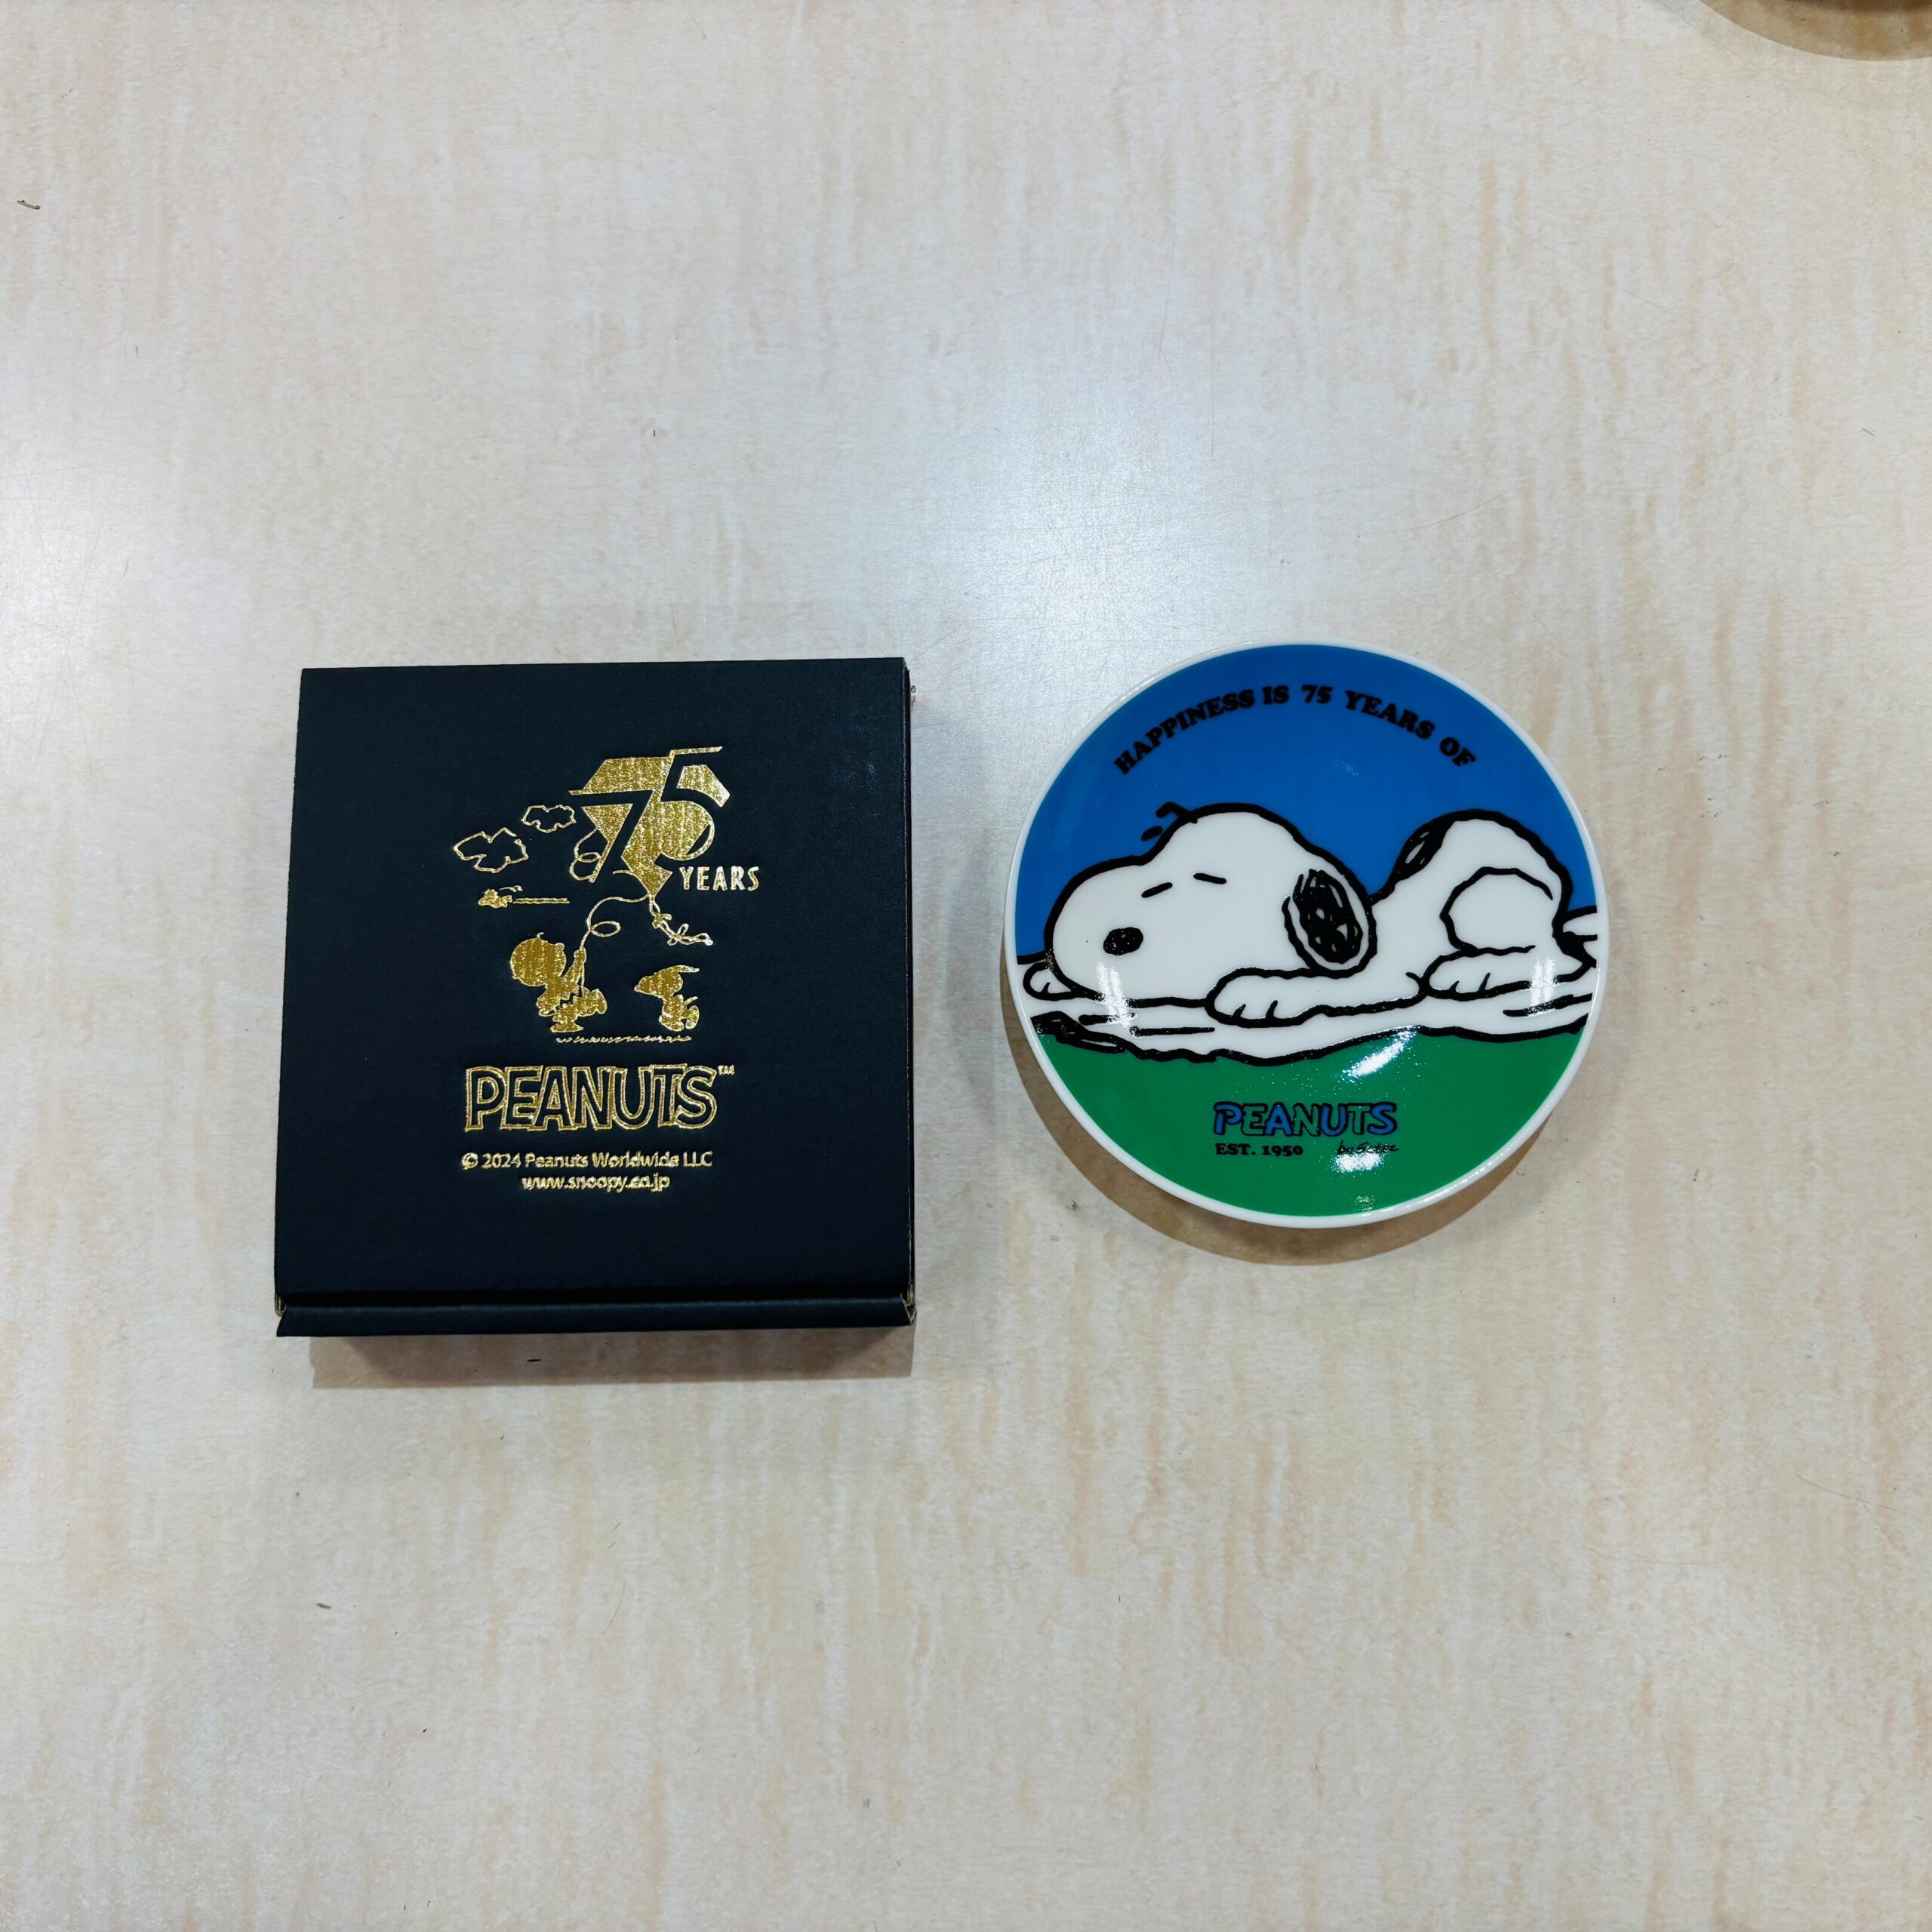 75
YEARS
PEANUTS™
© 2024 Peanuts Worldwide LLC
www.snoopy.co.jp
HAPPINESS IS 75 YEARS OF
PEANUTS
EST. 1950
by